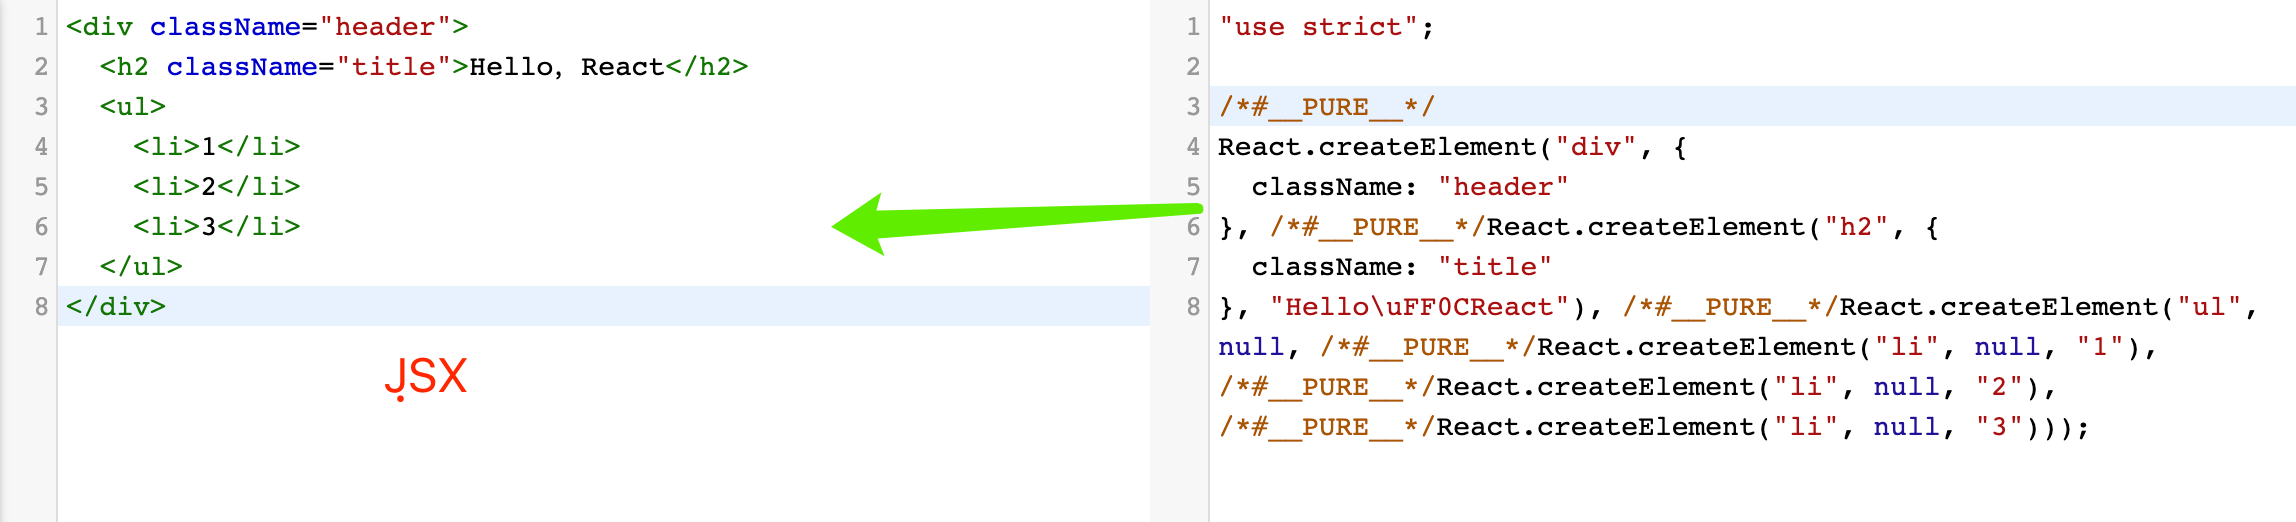 1 <div className="header">
2   <h2 className="title">Hello，React</h2>
3   <ul>
4     <li>1</li>
5     <li>2</li>
6     <li>3</li>
7   </ul>
8 </div>
JSX
1 "use strict";
2
3 /*#__PURE__*/
4 React.createElement("div", {
5   className: "header"
6 }, /*#__PURE__*/React.createElement("h2", {
7   className: "title"
8 }, "Hello\uFF0CReact"), /*#__PURE__*/React.createElement("ul",
null, /*#__PURE__*/React.createElement("li", null, "1"),
/*#__PURE__*/React.createElement("li", null, "2"),
/*#__PURE__*/React.createElement("li", null, "3")));